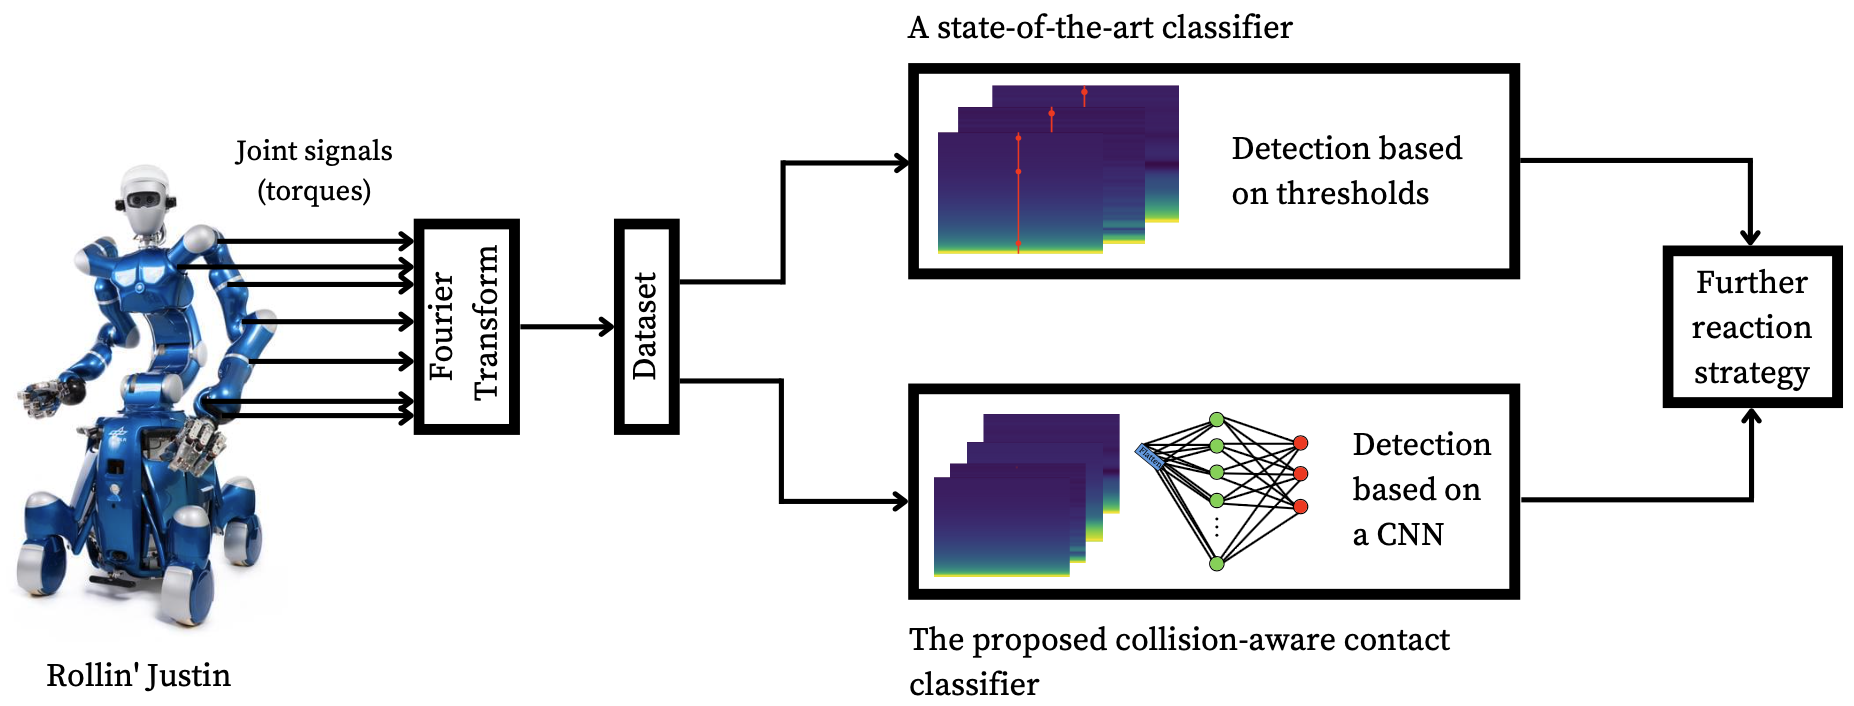 A state-of-the-art classifier
Joint signals
(torques)
Detection based
on thresholds
Fourier
Transform
Dataset
Further
reaction
strategy
Flatten
Detection
based on
a CNN
The proposed collision-aware contact
classifier
Rollin' Justin